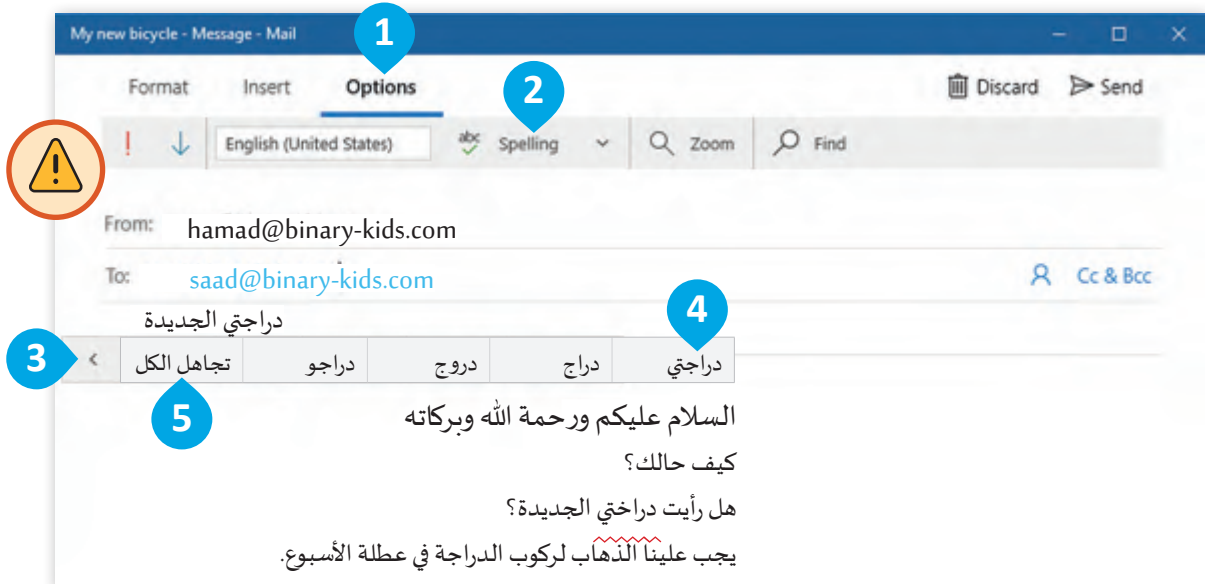 My new bicycle - Message - Mail
1
Format Insert Options Discard Send
2
English (United States) abc Spelling Zoom Find
From: hamad@binary-kids.com
To: saad@binary-kids.com Cc & Bcc
دراجتي الجديدة
4
3
دراجتي دراج دروج دراجو تجاهل الكل
5
السلام عليكم ورحمة الله وبركاته
كيف حالك؟
هل رأيت دراختي الجديدة؟
يجب علينا الذهاب لركوب الدراجة في عطلة الأسبوع.